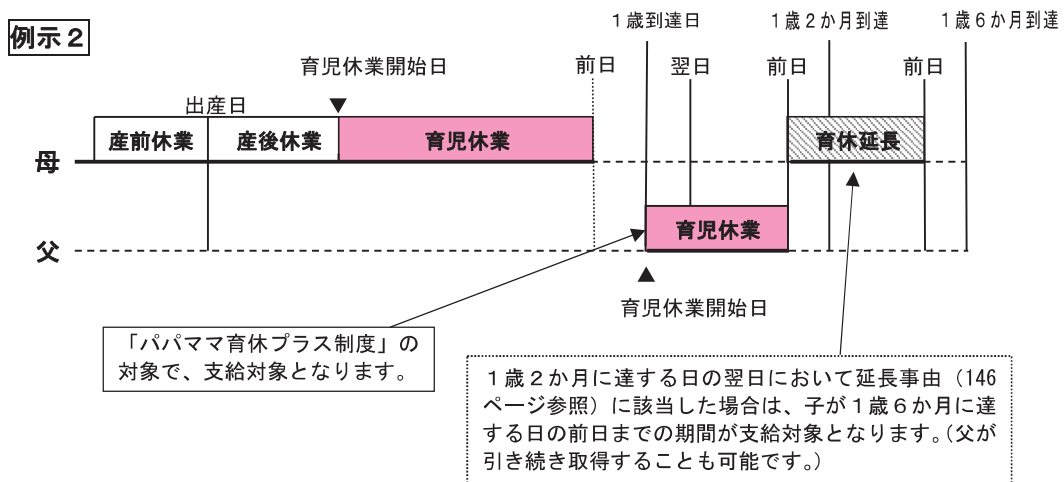 例示２
１歳到達日
１歳２か月到達
１歳６か月到達
育児休業開始日
前日
翌日
前日
前日
▼
出産日
母
産前休業
産後休業
育児休業
育休延長
父
育児休業
▲
育児休業開始日
「パパママ育休プラス制度」の
対象で、支給対象となります。
１歳２か月に達する日の翌日において延長事由（146
ページ参照）に該当した場合は、子が１歳６か月に達
する日の前日までの期間が支給対象となります。（父が
引き続き取得することも可能です。）